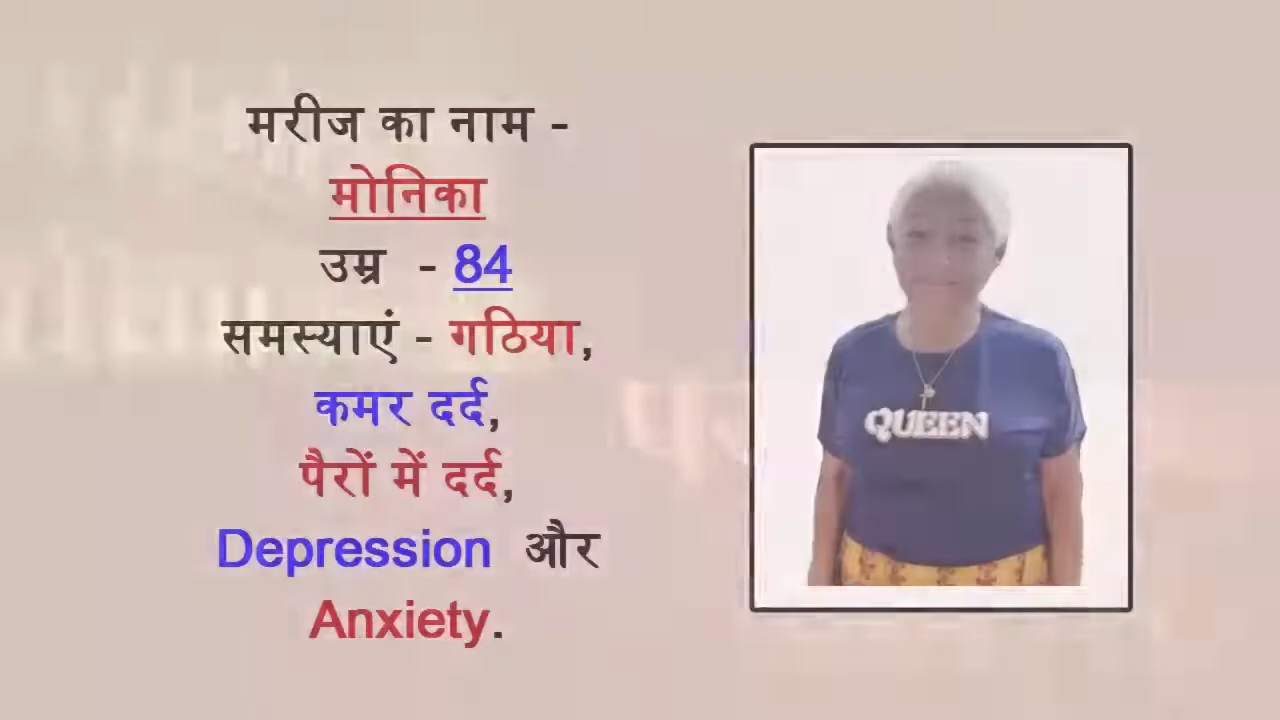 मरीज का नाम -
मोनिका
उम्र - 84
समस्याएं - गठिया,
कमर दर्द,
पैरों में दर्द,
Depression और
Anxiety.
QUEEN